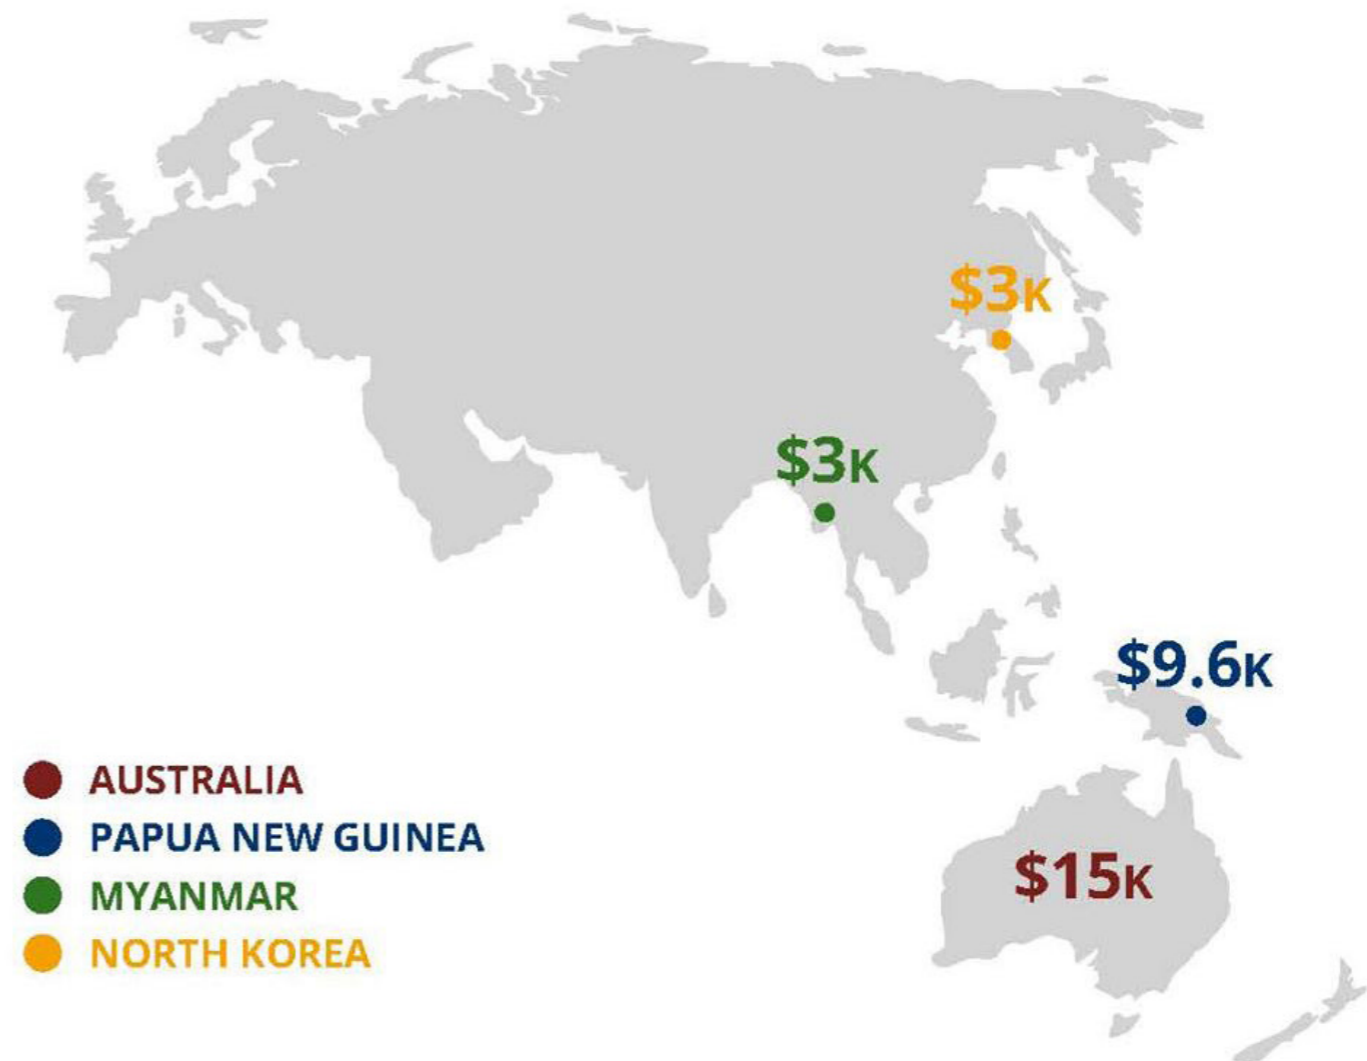 $3K
$3K
$9.6K
AUSTRALIA
PAPUA NEW GUINEA
$15K
MYANMAR
NORTH KOREA